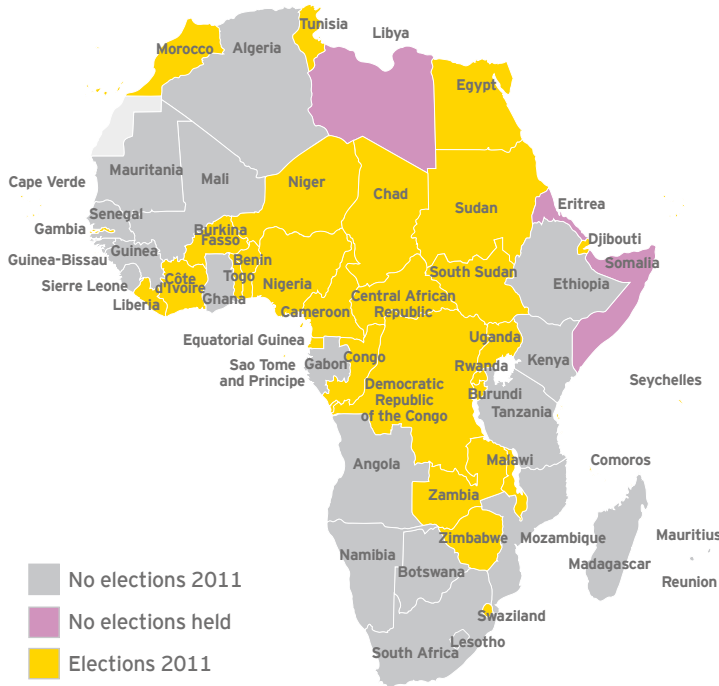 Tunisia
Libya
Morocco
Algeria
Egypt
Mauritania
Mali
Cape Verde
Niger
Chad
Sudan
Eritrea
Senegal
Gambia
Burkina
Fasso
Djibouti
Guinea
Guinea-Bissau
Benin
Somalia
South Sudan
Côte
d'Ivoire
Togo
Nigeria
Ethiopia
Sierre Leone
Ghana
Liberia
Central African
Republic
Cameroon
Equatorial Guinea
Uganda
Congo
Kenya
Gabon
Sao Tome
and Principe
Rwanda
Seychelles
Democratic
Republic
of the Congo
Burundi
Tanzania
Malawi
Comoros
Angola
Zambia
Zimbabwe
Mozambique
Mauritius
Namibia
Madagascar
Botswana
Reunion
Swaziland
Lesotho
South Africa
No elections 2011
No elections held
Elections 2011